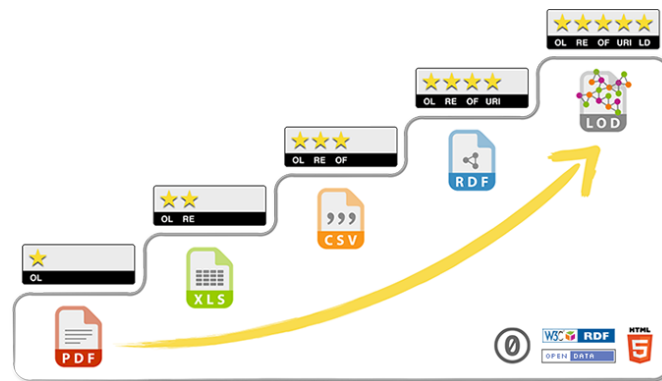 OL RE OF URI LD
LOD
OL RE OF URI
RDF
OL RE OF
,,,
CSV
OL RE
XLS
OL
PDF
0
W3C RDF
OPEN DATA
HTML
5